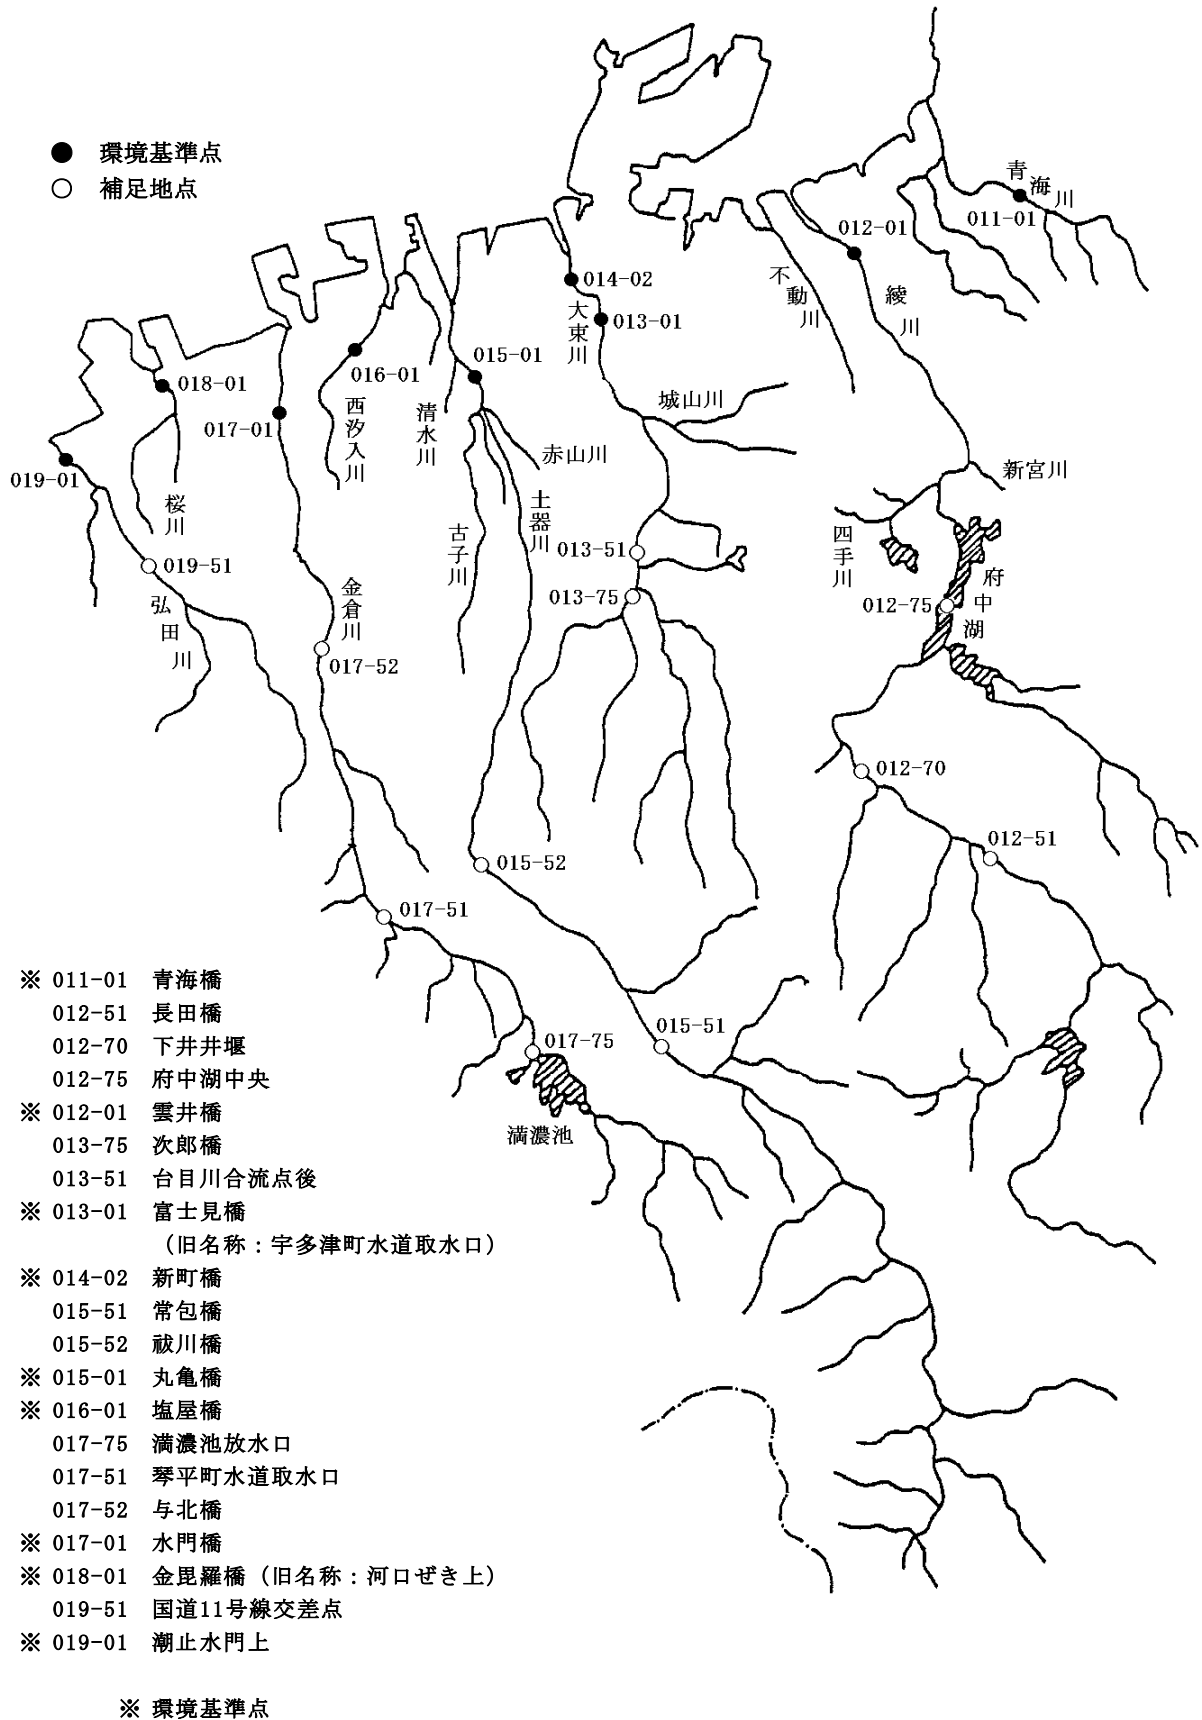 ● 環境基準点
○ 補足地点
青海川
011-01
012-01
綾川
不動川
014-02
大束川
013-01
015-01
016-01
西汐入川
清水川
018-01
017-01
019-01
桜川
019-51
弘田川
金倉川
017-52
古子川
土器川
赤山川
城山川
013-51
013-75
新宮川
四手川
府中湖
012-75
012-70
012-51
015-52
017-51
017-75
015-51
満濃池
※ 011-01 青海橋
012-51 長田橋
012-70 下井井堰
012-75 府中湖中央
※ 012-01 雲井橋
013-75 次郎橋
013-51 台目川合流点後
※ 013-01 富士見橋
（旧名称：宇多津町水道取水口）
※ 014-02 新町橋
015-51 常包橋
015-52 祓川橋
※ 015-01 丸亀橋
※ 016-01 塩屋橋
017-75 満濃池放水口
017-51 琴平町水道取水口
017-52 与北橋
※ 017-01 水門橋
※ 018-01 金毘羅橋（旧名称：河口ぜき上）
019-51 国道11号線交差点
※ 019-01 潮止水門上
※ 環境基準点